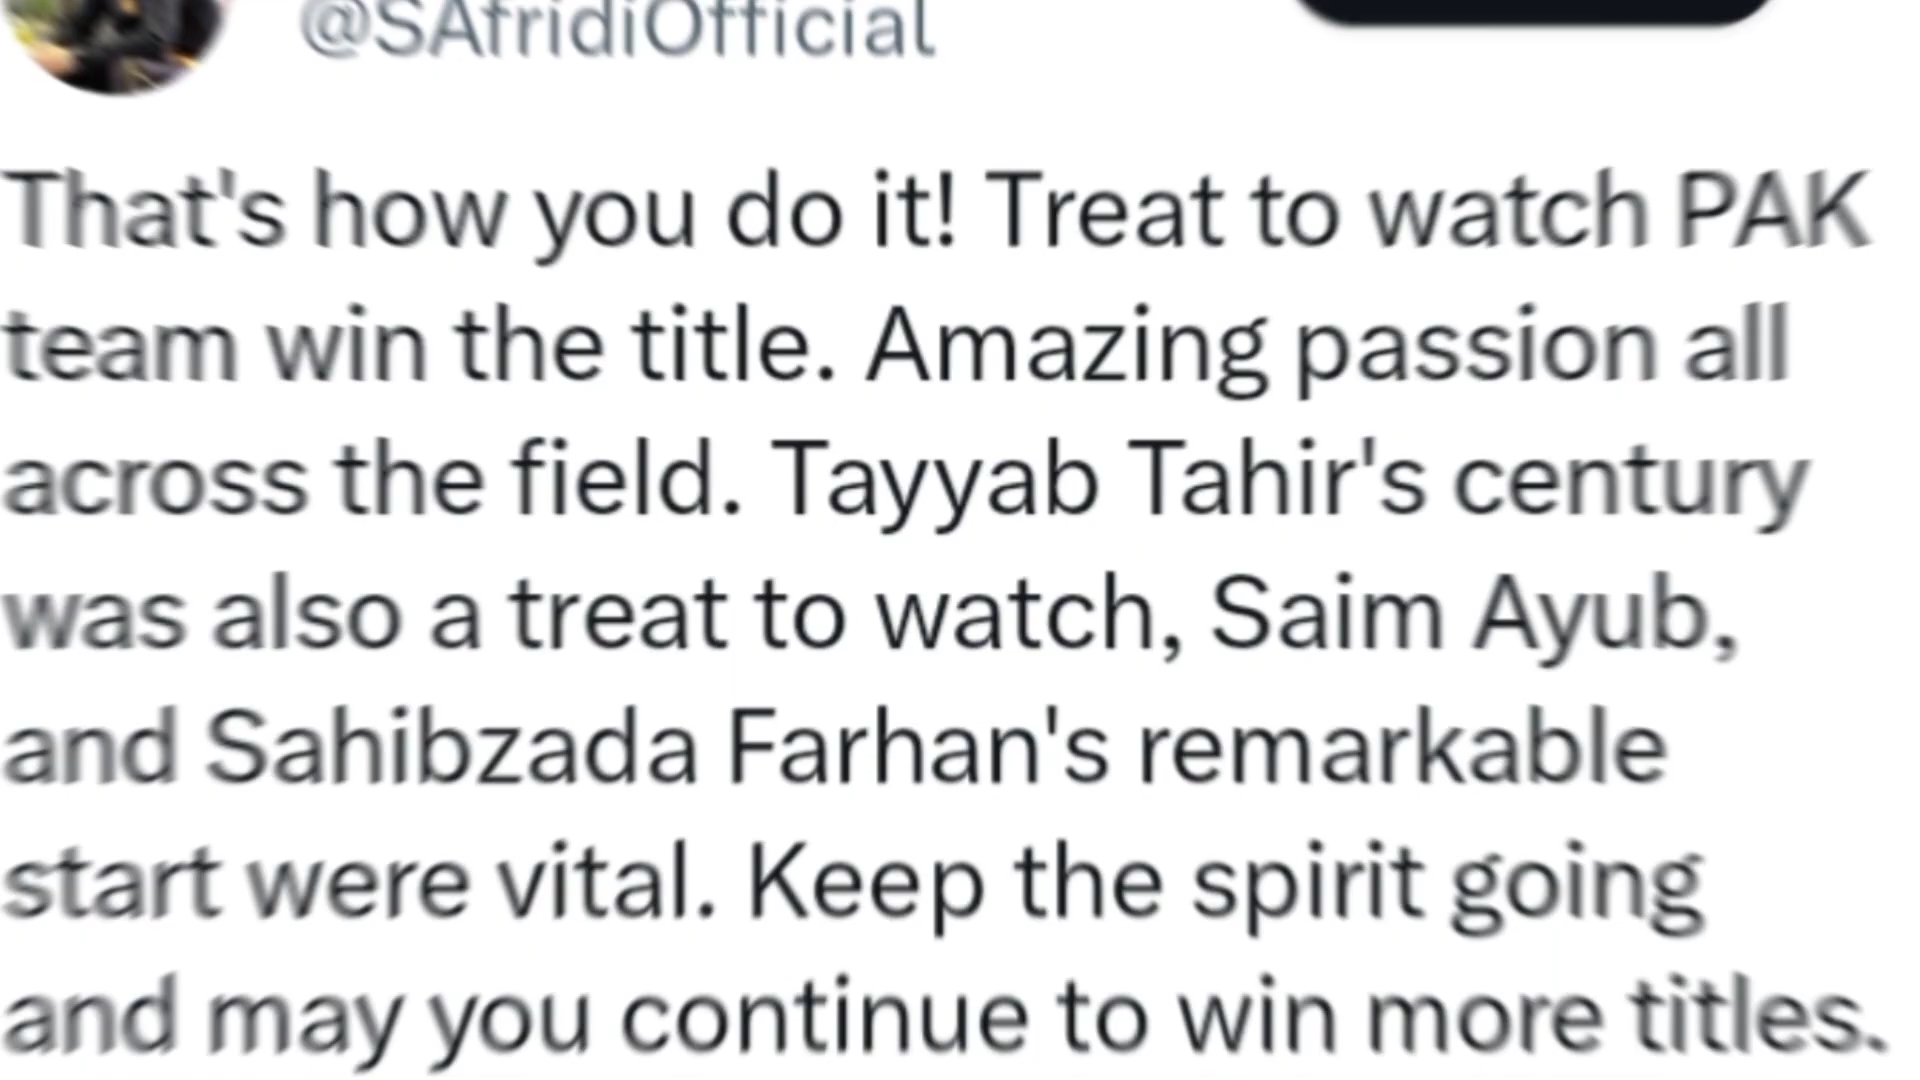 @SAfridiOfficial
That's how you do it! Treat to watch PAK
team win the title. Amazing passion all
across the field. Tayyab Tahir's century
was also a treat to watch, Saim Ayub,
and Sahibzada Farhan's remarkable
start were vital. Keep the spirit going
and may you continue to win more titles.